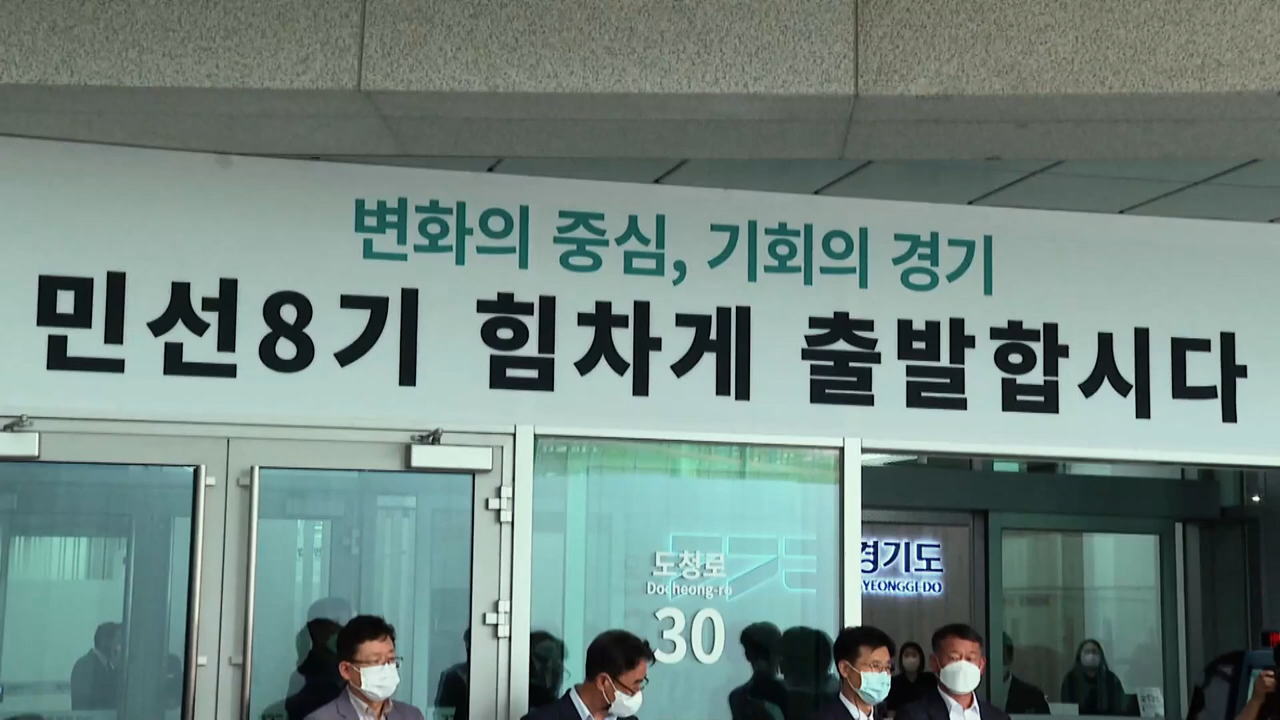 변화의 중심, 기회의 경기
민선8기 힘차게 출발합시다
도청로
Docheong-ro
30
경기도
YEONGGI-DO